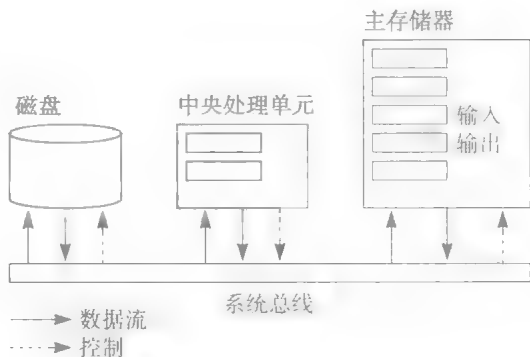 主存储器
磁盘
中央处理单元
输入
输出
系统总线
数据流
控制